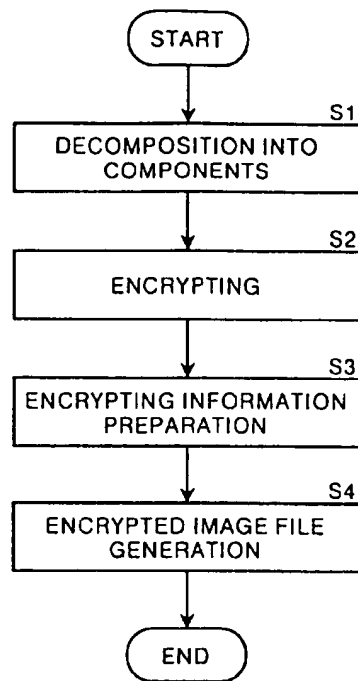 START
S1
DECOMPOSITION INTO
COMPONENTS
S2
ENCRYPTING
S3
ENCRYPTING INFORMATION
PREPARATION
S4
ENCRYPTED IMAGE FILE
GENERATION
END